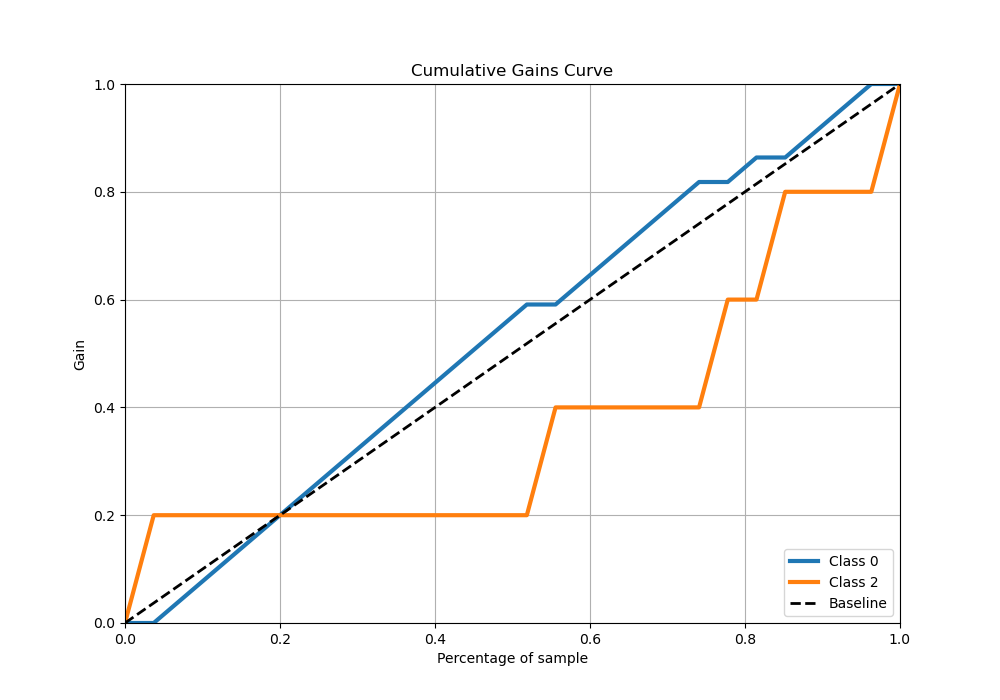 Cumulative Gains Curve
1.0
0.8
0.6
0.4
0.2
0.0
Gain
0.0 0.2 0.4 0.6 0.8 1.0
Percentage of sample
Class 0
Class 2
Baseline